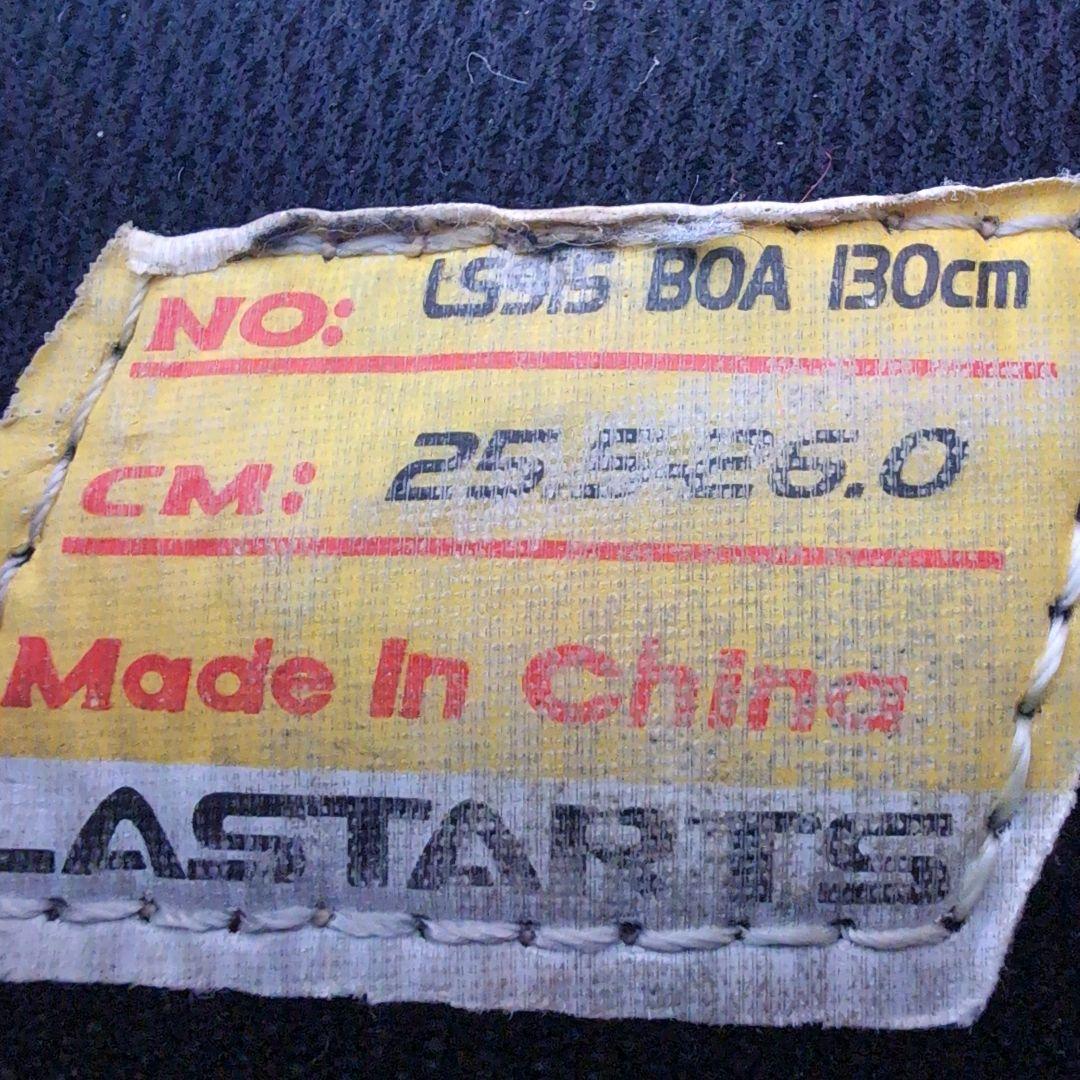 NO: LS515 BOA 130cm
CM: 25.5-26.0
Made In China
LASTARTS